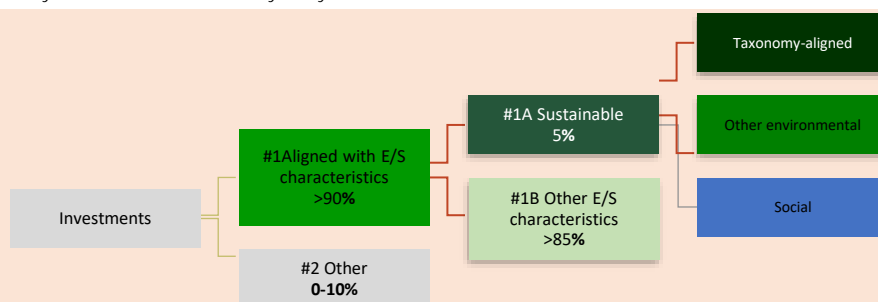 Taxonomy-aligned
#1A Sustainable
5%
Other environmental
#1Aligned with E/S
characteristics
>90%
Investments
#1B Other E/S
characteristics
>85%
Social
#2 Other
0-10%